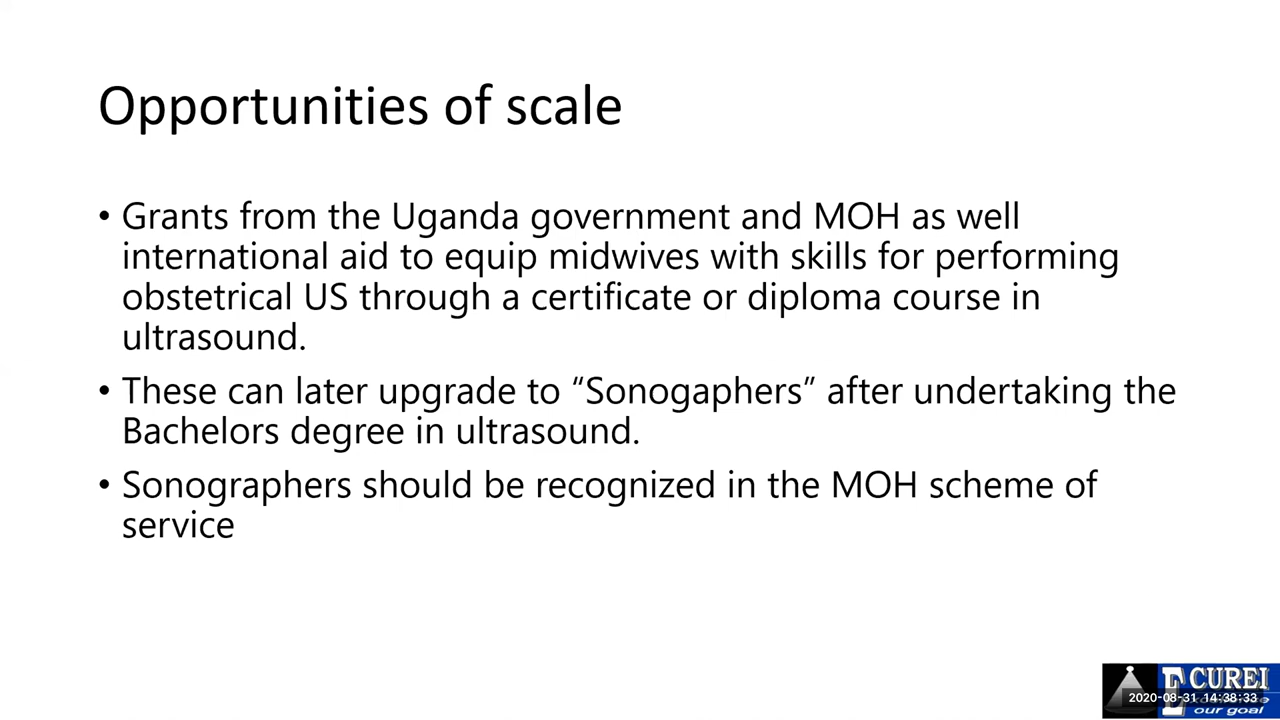 Opportunities of scale
• Grants from the Uganda government and MOH as well
international aid to equip midwives with skills for performing
obstetrical US through a certificate or diploma course in
ultrasound.
• These can later upgrade to “Sonogaphers” after undertaking the
Bachelors degree in ultrasound.
• Sonographers should be recognized in the MOH scheme of
service
CUREI
2020-08-31 14:38:33
our goal